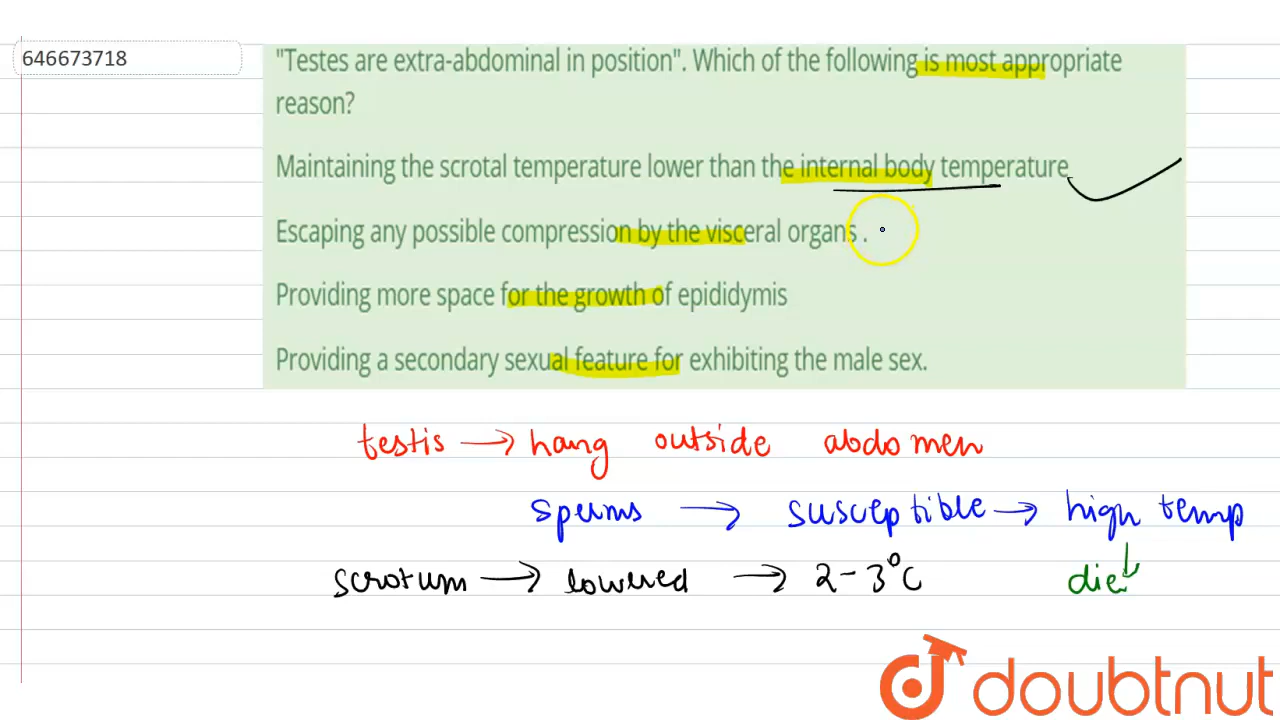 646673718
"Testes are extra-abdominal in position". Which of the following is most appropriate
reason?
Maintaining the scrotal temperature lower than the internal body temperature
Escaping any possible compression by the visceral organs .
Providing more space for the growth of epididymis
Providing a secondary sexual feature for exhibiting the male sex.
testis → hang outside abdomen
sperms → susceptible → high temp
scrotum → lowered → 2-3°C ↓ die
doubtnut